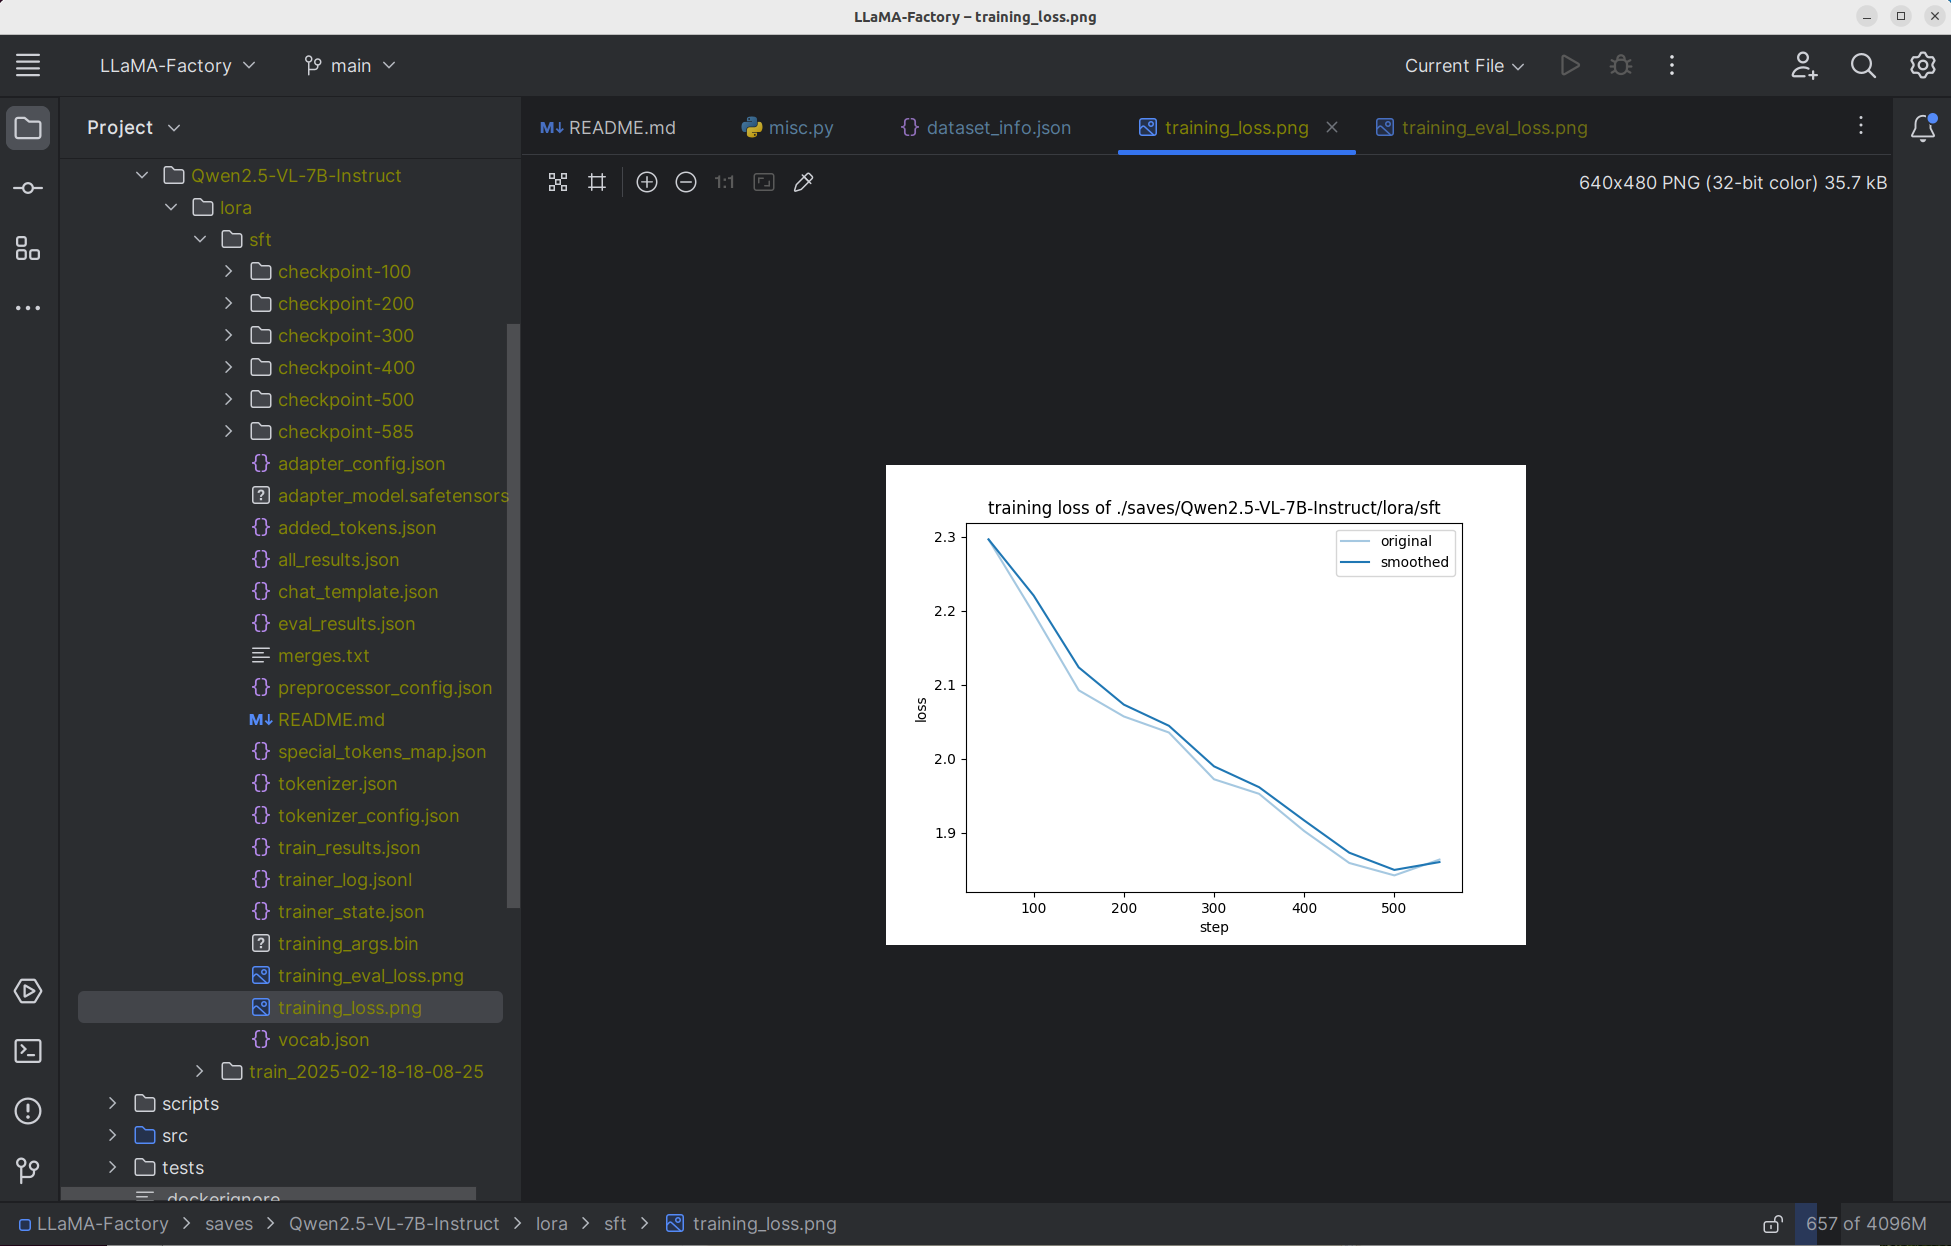 LLaMA-Factory – training_loss.png
LLaMA-Factory
main
Current File
Project
README.md
misc.py
dataset_info.json
training_loss.png
training_eval_loss.png
1:1
640x480 PNG (32-bit color) 35.7 kB
Qwen2.5-VL-7B-Instruct
lora
sft
checkpoint-100
checkpoint-200
checkpoint-300
checkpoint-400
checkpoint-500
checkpoint-585
adapter_config.json
adapter_model.safetensors
added_tokens.json
all_results.json
chat_template.json
eval_results.json
merges.txt
preprocessor_config.json
README.md
special_tokens_map.json
tokenizer.json
tokenizer_config.json
train_results.json
trainer_log.jsonl
trainer_state.json
training_args.bin
training_eval_loss.png
training_loss.png
vocab.json
train_2025-02-18-18-08-25
scripts
src
tests
.dockerignore
training loss of ./saves/Qwen2.5-VL-7B-Instruct/lora/sft
original
smoothed
2.3
2.2
2.1
2.0
1.9
loss
100 200 300 400 500
step
LLaMA-Factory > saves > Qwen2.5-VL-7B-Instruct > lora > sft > training_loss.png
657 of 4096M